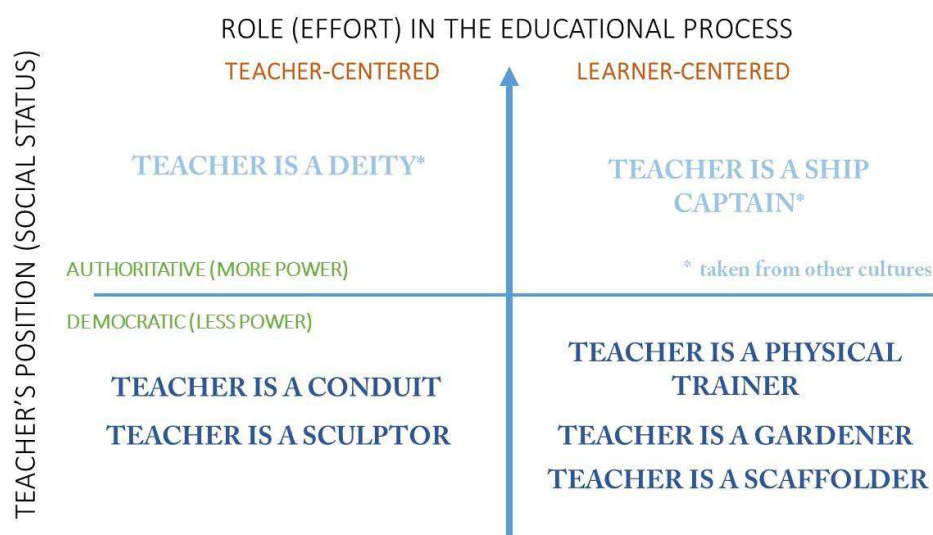 ROLE (EFFORT) IN THE EDUCATIONAL PROCESS
TEACHER-CENTERED
LEARNER-CENTERED
TEACHER'S POSITION (SOCIAL STATUS)
TEACHER IS A DEITY*
TEACHER IS A SHIP
CAPTAIN*
AUTHORITATIVE (MORE POWER)
* taken from other cultures
DEMOCRATIC (LESS POWER)
TEACHER IS A CONDUIT
TEACHER IS A SCULPTOR
TEACHER IS A PHYSICAL
TRAINER
TEACHER IS A GARDENER
TEACHER IS A SCAFFOLDER